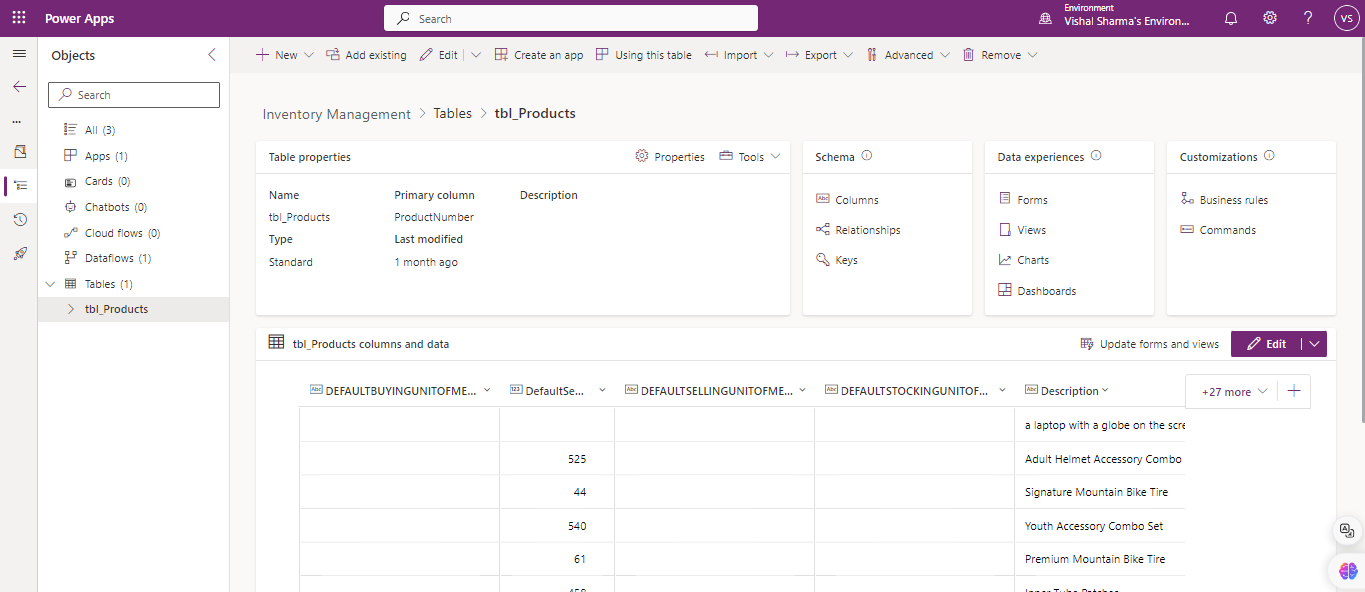 Power Apps
Search
Environment
Vishal Sharma's Environ...
?
VS
Objects
Search
All (3)
Apps (1)
Cards (0)
Chatbots (0)
Cloud flows (0)
Dataflows (1)
Tables (1)
tbl_Products
New
Add existing
Edit
Create an app
Using this table
Import
Export
Advanced
Remove
Inventory Management > Tables > tbl_Products
Table properties
Properties
Tools
Name
Primary column
Description
tbl_Products
ProductNumber
Type
Last modified
Standard
1 month ago
Schema
Columns
Relationships
Keys
Data experiences
Forms
Views
Charts
Dashboards
Customizations
Business rules
Commands
tbl_Products columns and data
Update forms and views
Edit
Abc DEFAULTBUYINGUNITOFME...
123 DefaultSe...
Abc DEFAULTSELLINGUNITOFME...
Abc DEFAULTSTOCKINGUNITOF...
Abc Description
+27 more
a laptop with a globe on the scre
525 Adult Helmet Accessory Combo
44 Signature Mountain Bike Tire
540 Youth Accessory Combo Set
61 Premium Mountain Bike Tire